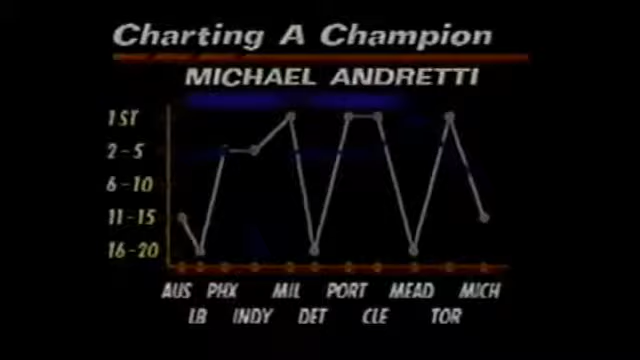 Charting A Champion
MICHAEL ANDRETTI
1ST
2-5
6-10
11-15
16-20
AUS PHX MIL PORT MEAD MICH
LB INDY DET CLE TOR